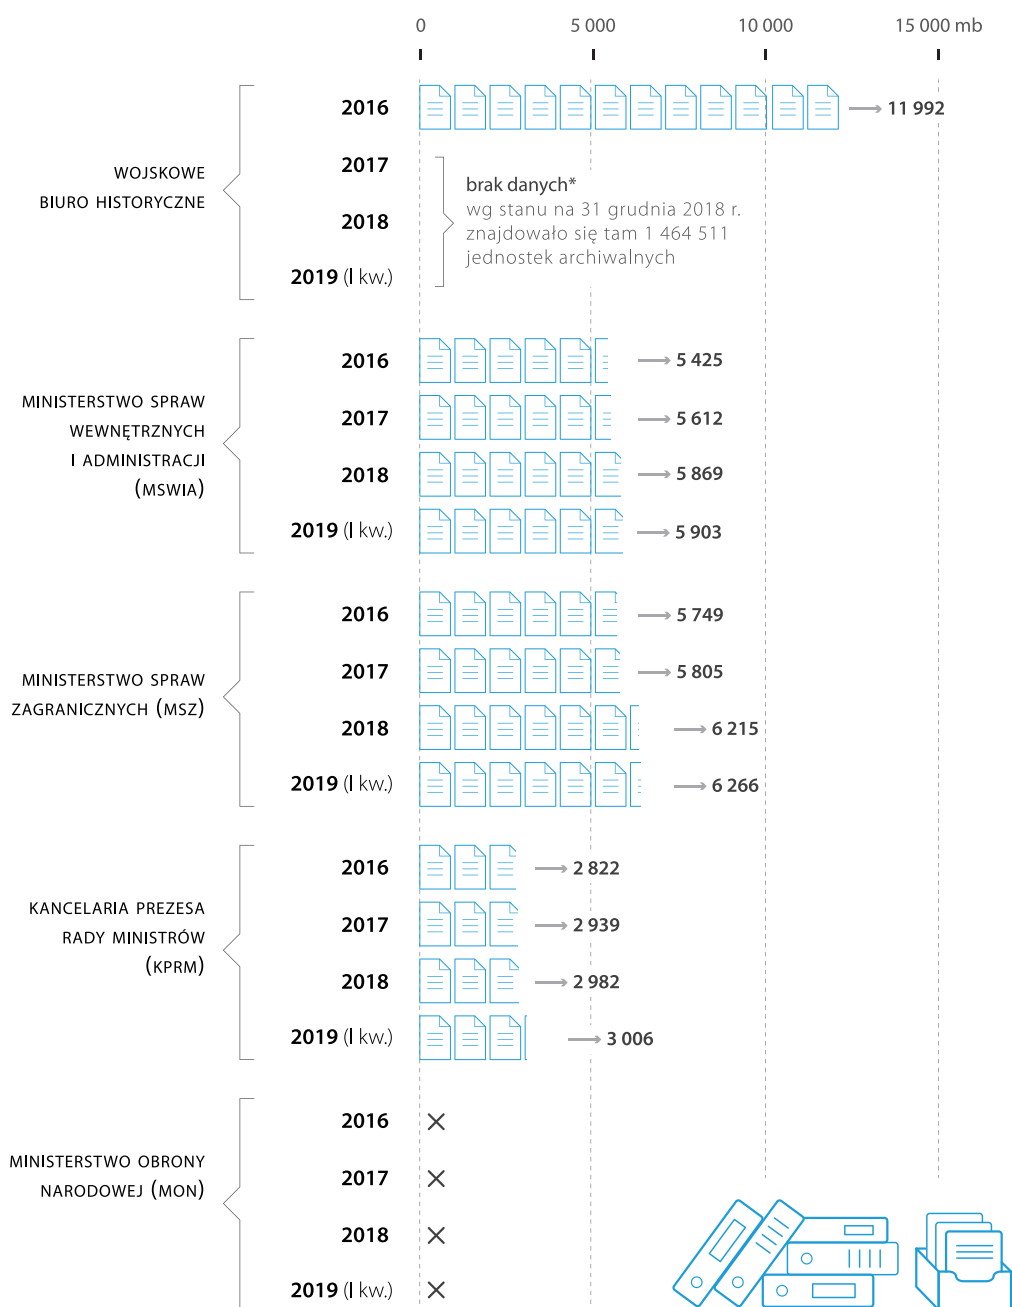 0 5 000 10 000 15 000 mb
WOJSKOWE
BIURO HISTORYCZNE
2016 → 11 992
2017
2018
2019 (I kw.)
brak danych*
wg stanu na 31 grudnia 2018 r.
znajdowało się tam 1 464 511
jednostek archiwalnych
MINISTERSTWO SPRAW
WEWNĘTRZNYCH
I ADMINISTRACJI
(MSWIA)
2016 → 5 425
2017 → 5 612
2018 → 5 869
2019 (I kw.) → 5 903
MINISTERSTWO SPRAW
ZAGRANICZNYCH (MSZ)
2016 → 5 749
2017 → 5 805
2018 → 6 215
2019 (I kw.) → 6 266
KANCELARIA PREZESA
RADY MINISTRÓW
(KPRM)
2016 → 2 822
2017 → 2 939
2018 → 2 982
2019 (I kw.) → 3 006
MINISTERSTWO OBRONY
NARODOWEJ (MON)
2016 ×
2017 ×
2018 ×
2019 (I kw.) ×